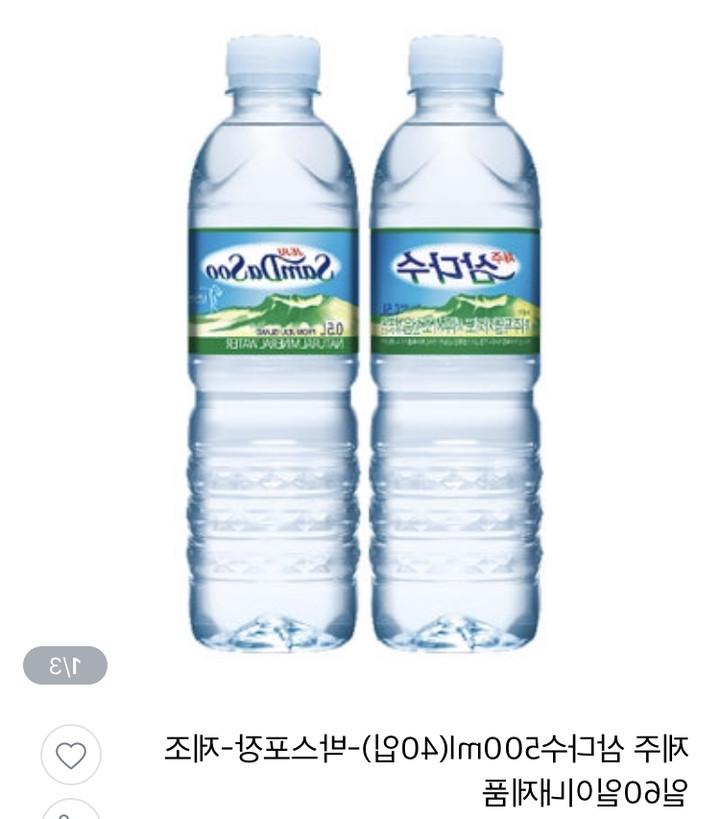 JEJU
SamDaSoo
0.5L FROM JEJU ISLAND
NATURAL MINERAL WATER
제주
삼다수
1/3
제주 삼다수500ml(40입)-박스포장-제조
일60일이내제품